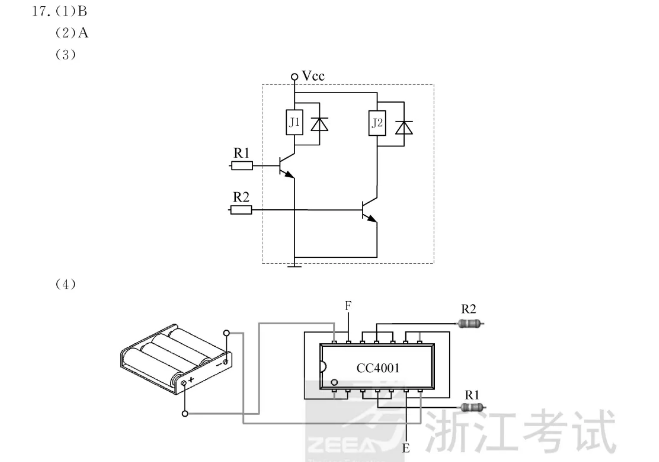 17.(1)B
(2)A
(3)
Vcc
J1
J2
R1
R2
(4)
F
R2
CC4001
+
−
R1
E
ZEEA
浙江考试